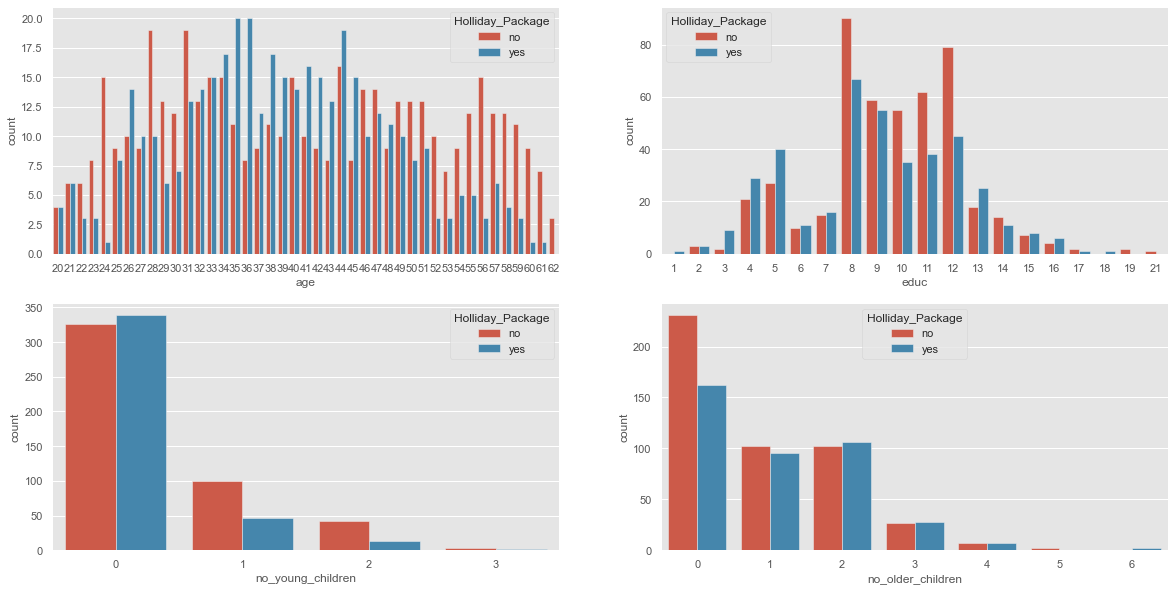 Holliday_Package
no
yes
count
20.0
17.5
15.0
12.5
10.0
7.5
5.0
2.5
0.0
20 21 22 23 24 25 26 27 28 29 30 31 32 33 34 35 36 37 38 39 40 41 42 43 44 45 46 47 48 49 50 51 52 53 54 55 56 57 58 59 60 61 62
age
Holliday_Package
no
yes
count
80
60
40
20
0
1 2 3 4 5 6 7 8 9 10 11 12 13 14 15 16 17 18 19 21
educ
Holliday_Package
no
yes
count
350
300
250
200
150
100
50
0
0 1 2 3
no_young_children
Holliday_Package
no
yes
count
200
150
100
50
0
0 1 2 3 4 5 6
no_older_children